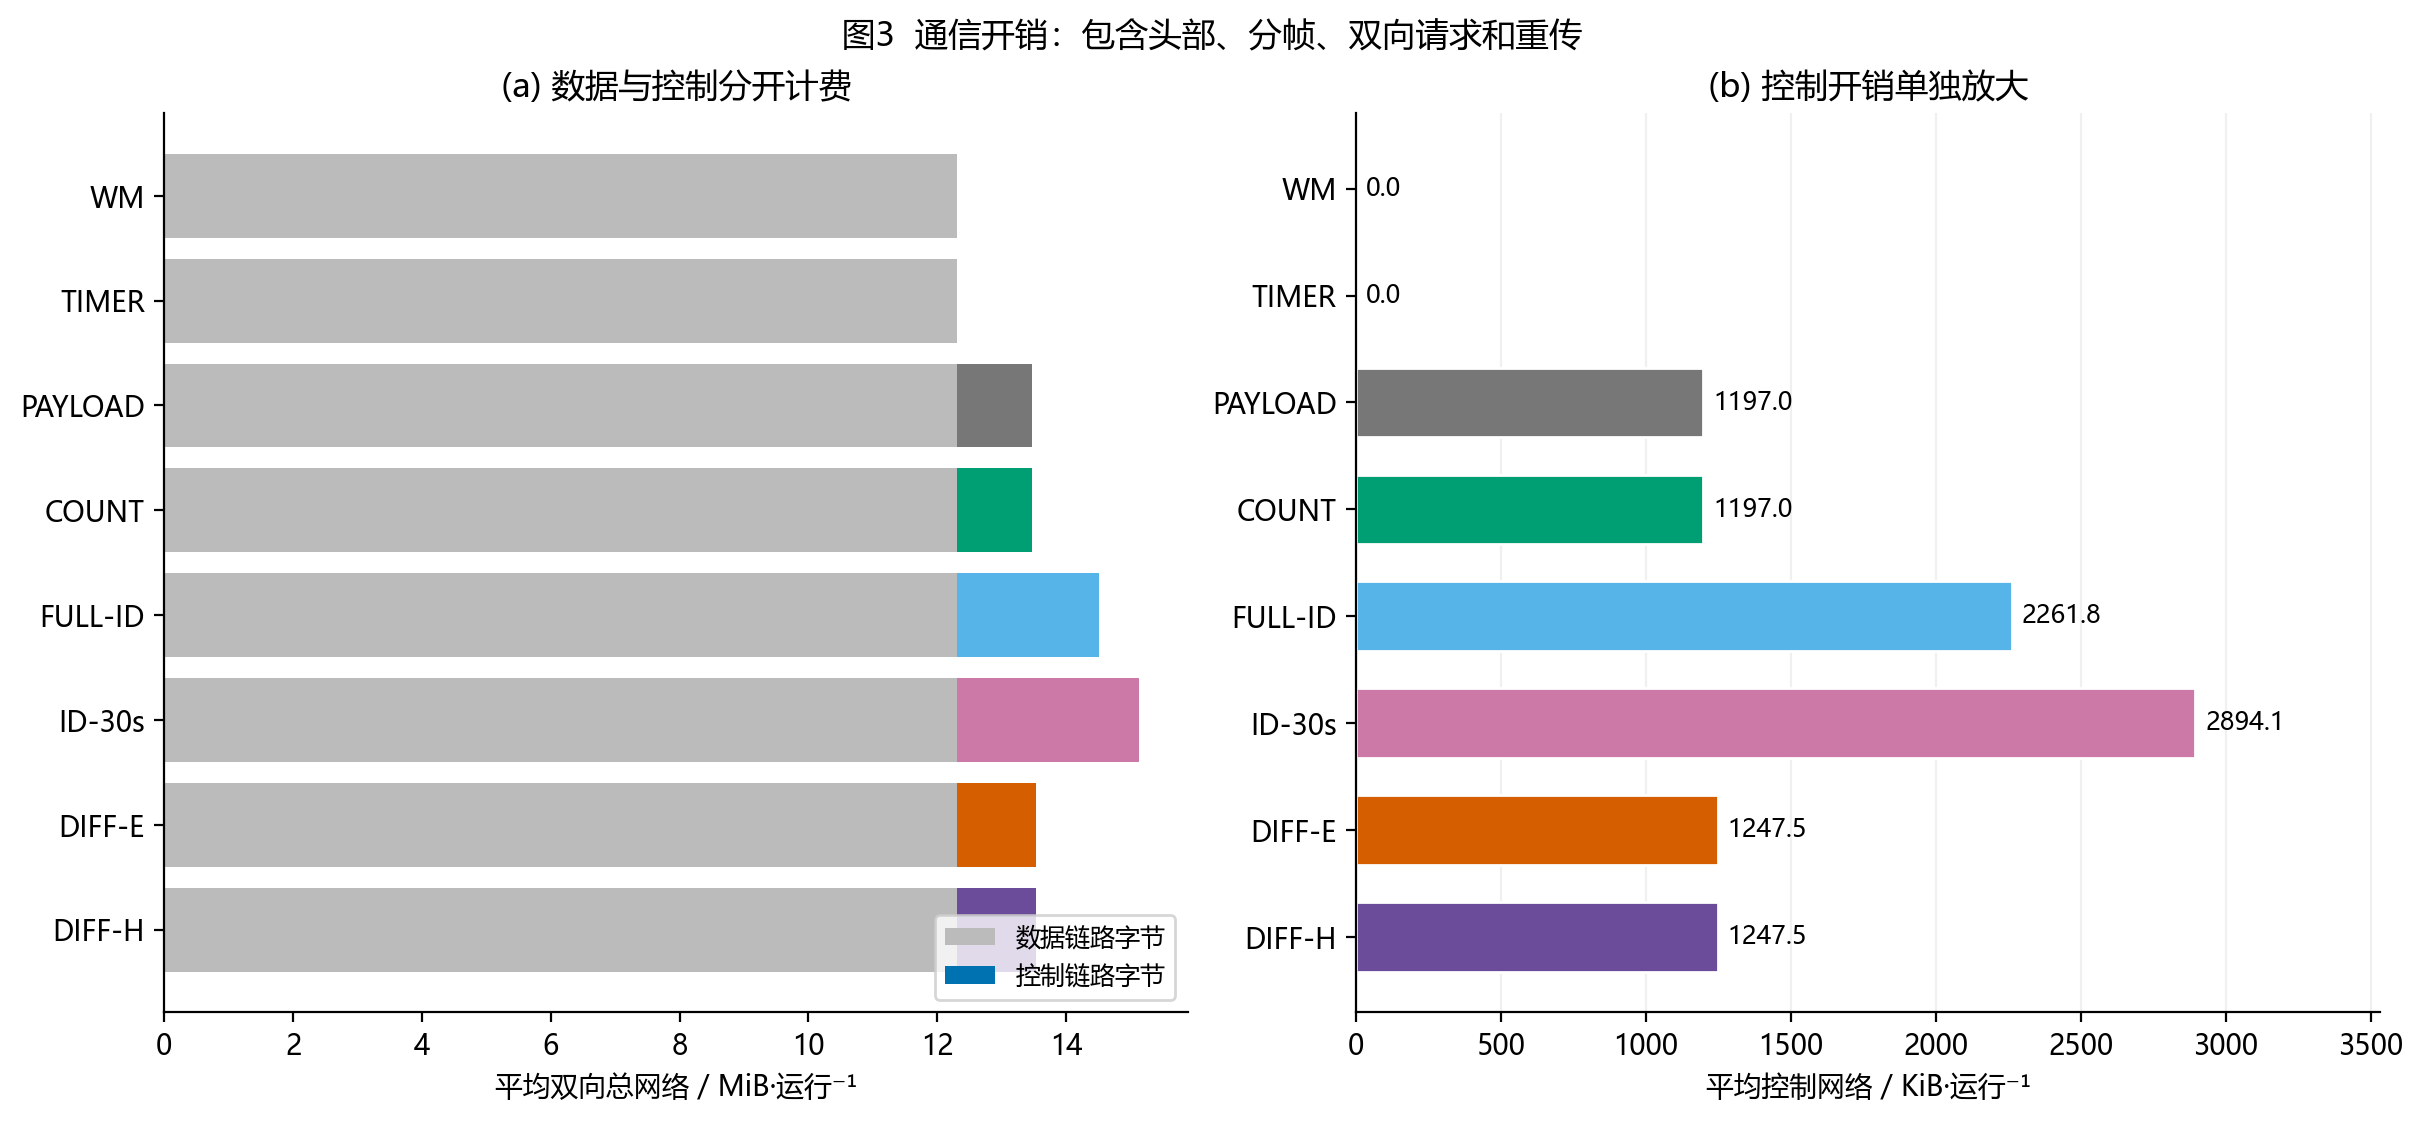 图3  通信开销：包含头部、分帧、双向请求和重传
(a) 数据与控制分开计费
WM
TIMER
PAYLOAD
COUNT
FULL-ID
ID-30s
DIFF-E
DIFF-H
数据链路字节
控制链路字节
0 2 4 6 8 10 12 14
平均双向总网络 / MiB·运行⁻¹
(b) 控制开销单独放大
WM 0.0
TIMER 0.0
PAYLOAD 1197.0
COUNT 1197.0
FULL-ID 2261.8
ID-30s 2894.1
DIFF-E 1247.5
DIFF-H 1247.5
0 500 1000 1500 2000 2500 3000 3500
平均控制网络 / KiB·运行⁻¹